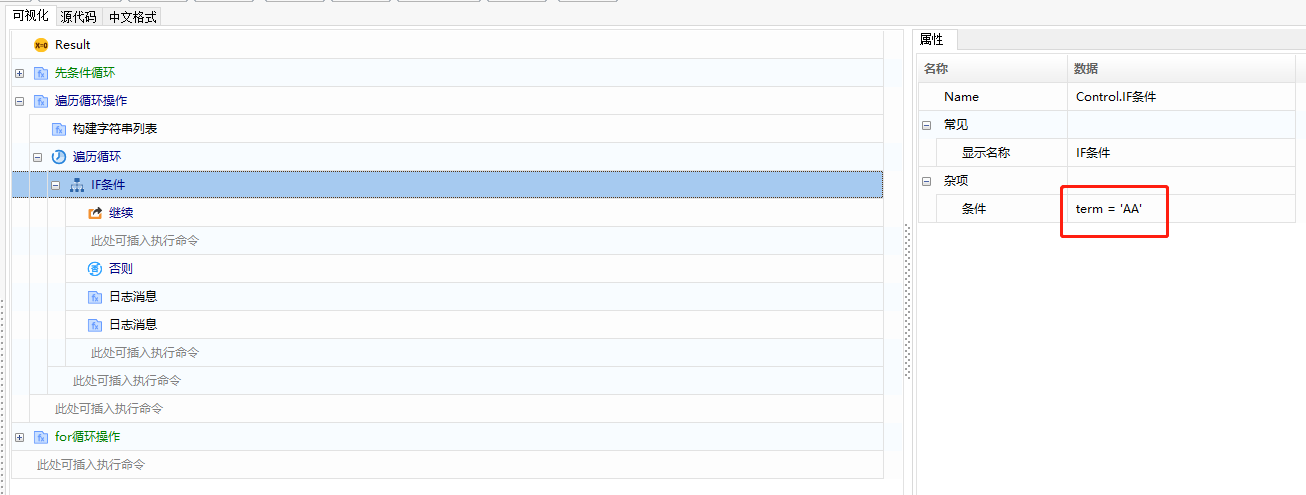 可视化 源代码 中文格式
Result
先条件循环
遍历循环操作
构建字符串列表
遍历循环
IF条件
继续
此处可插入执行命令
否则
日志消息
日志消息
此处可插入执行命令
此处可插入执行命令
此处可插入执行命令
for循环操作
此处可插入执行命令
属性
名称 数据
Name Control.IF条件
常见
显示名称 IF条件
杂项
条件 term = 'AA'